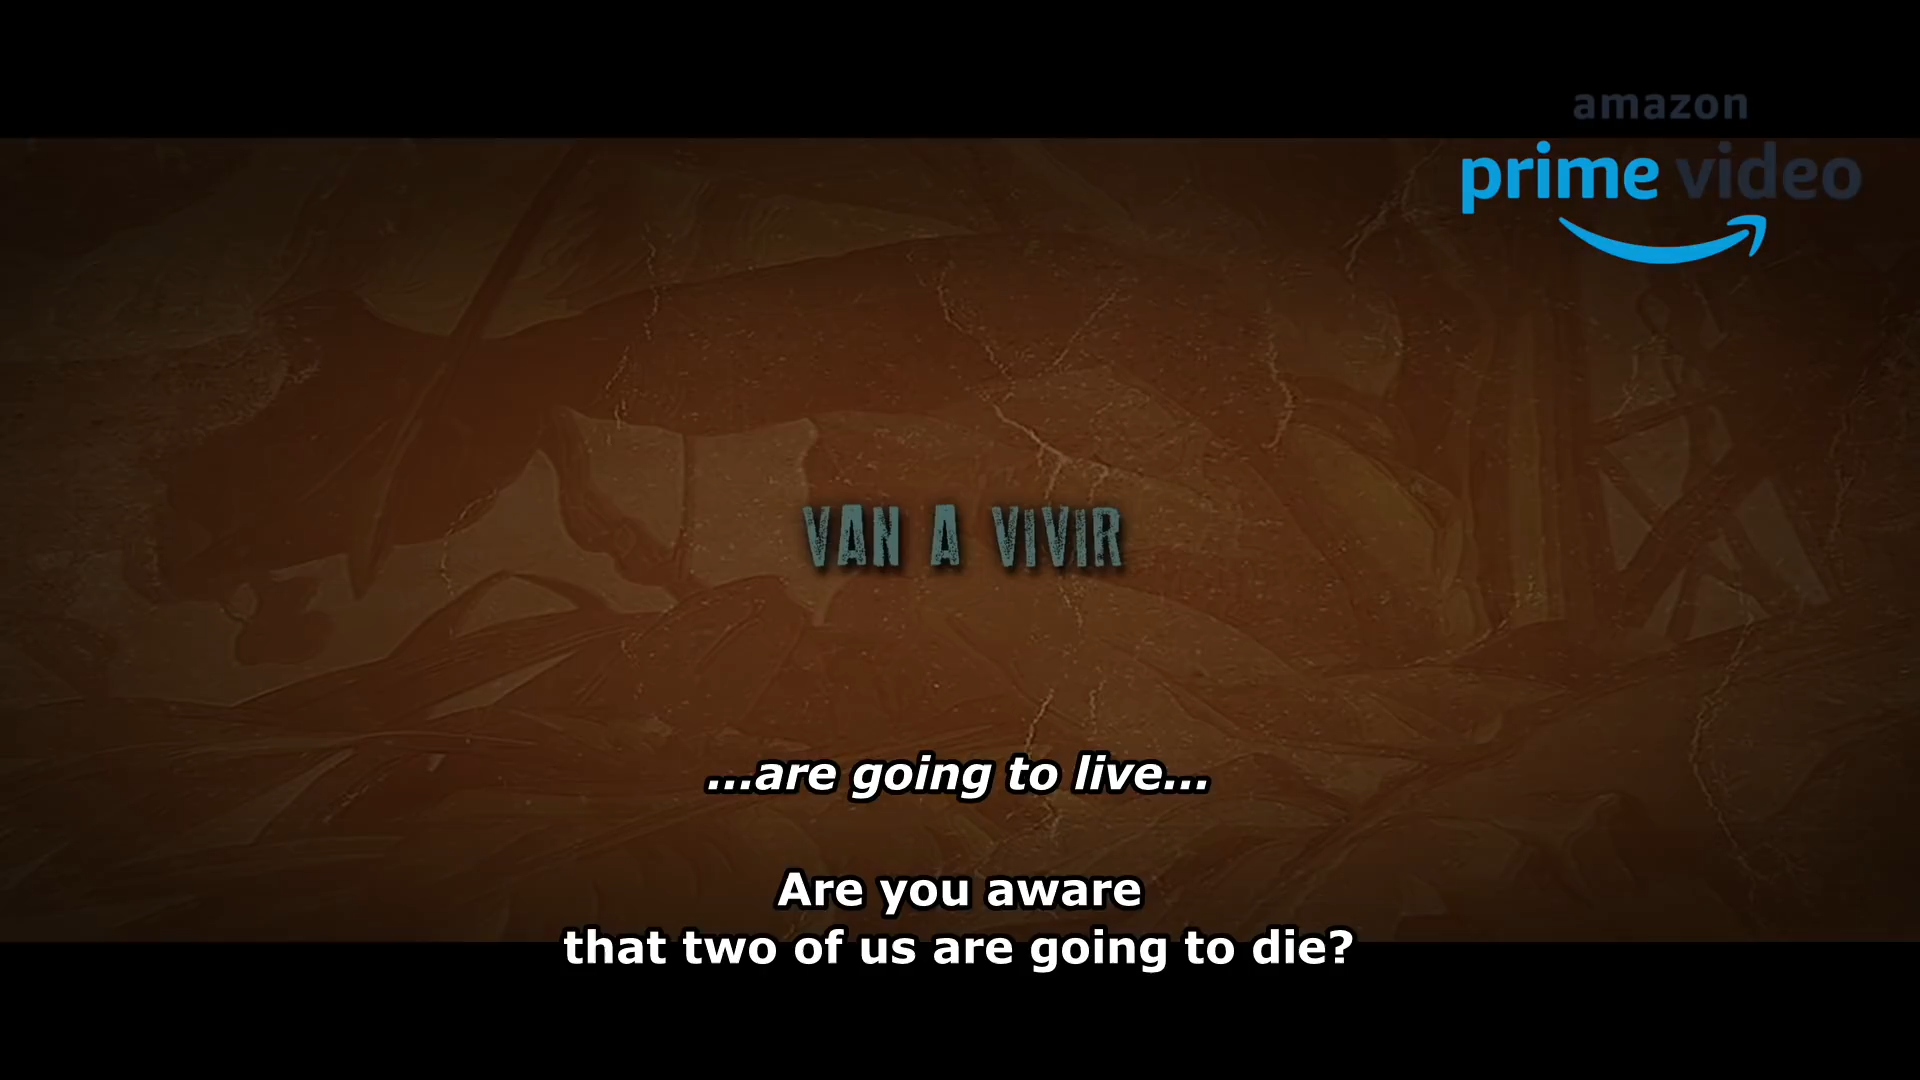 amazon
prime video
VAN A VIVIR
...are going to live...
Are you aware
that two of us are going to die?